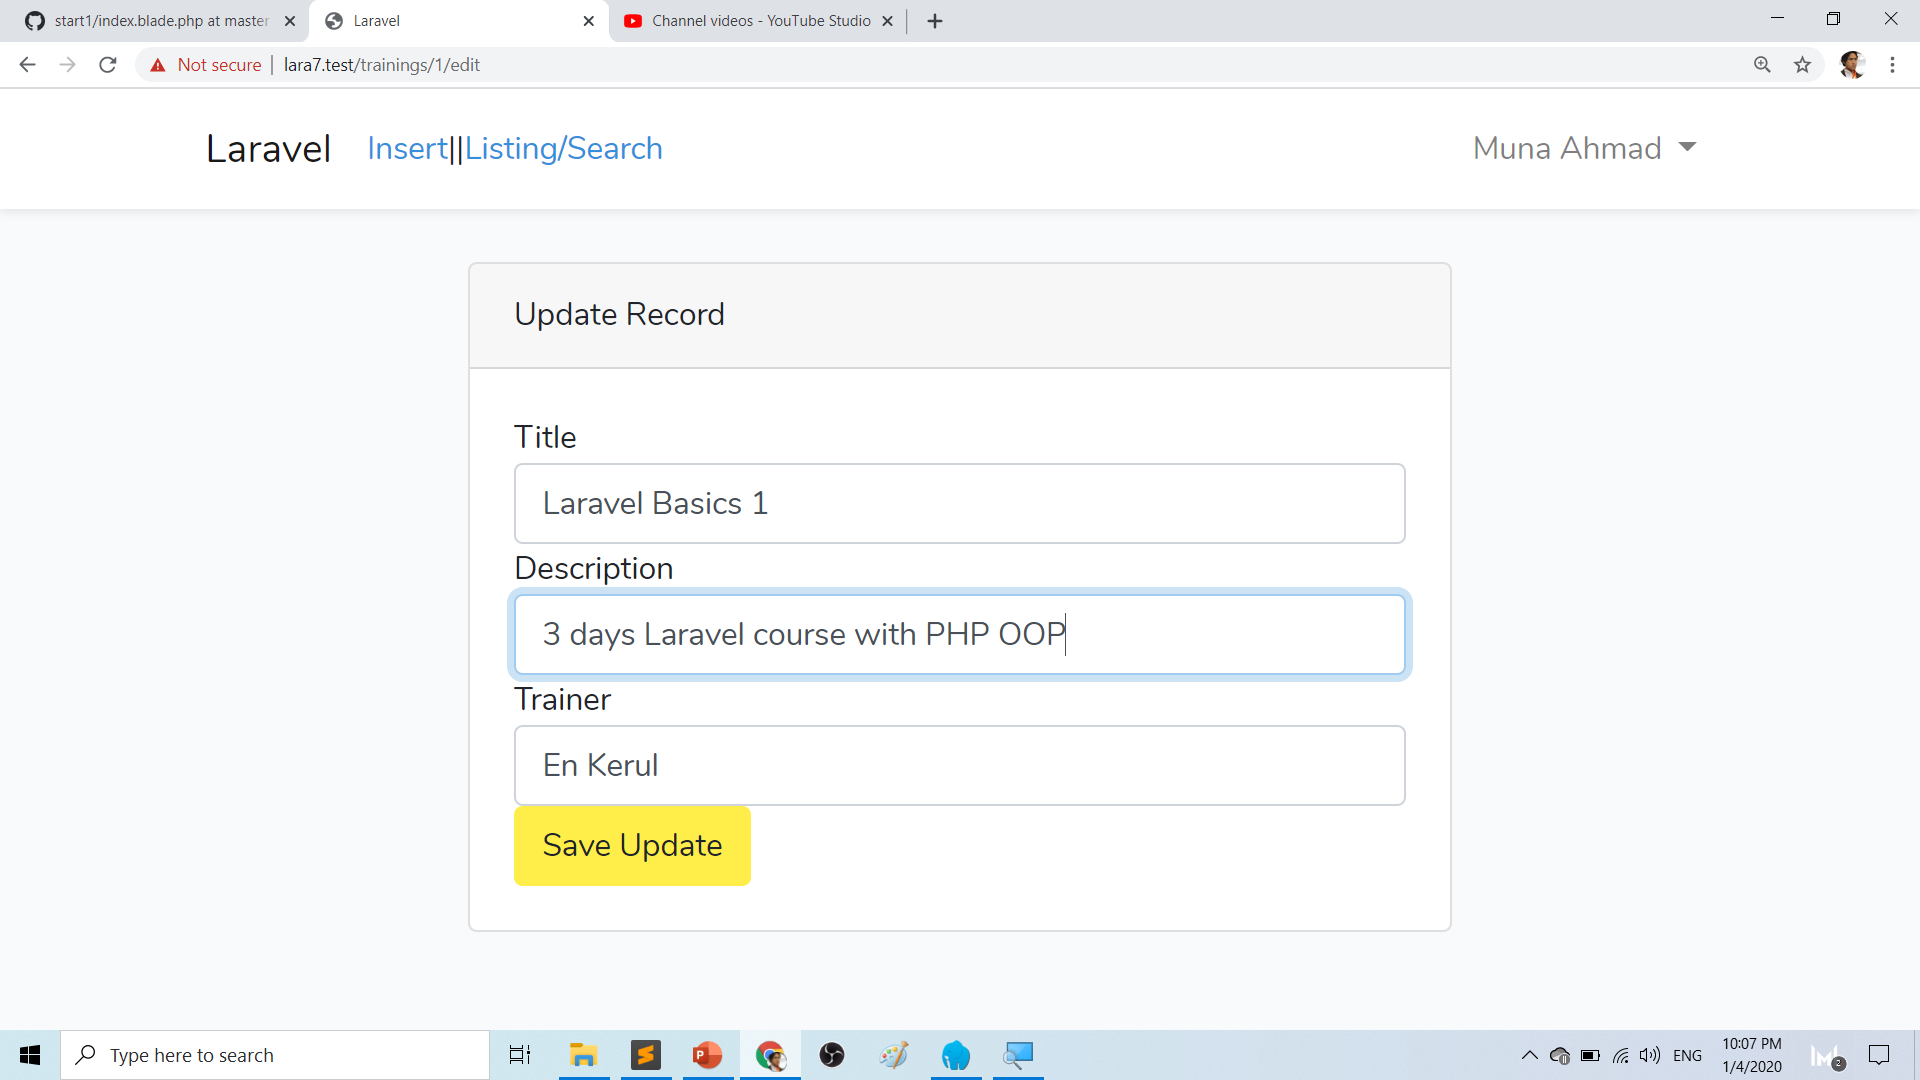 start1/index.blade.php at master
Laravel
Channel videos - YouTube Studio
Not secure | lara7.test/trainings/1/edit
Laravel Insert||Listing/Search Muna Ahmad
Update Record
Title
Laravel Basics 1
Description
3 days Laravel course with PHP OOP
Trainer
En Kerul
Save Update
Type here to search
ENG
10:07 PM
1/4/2020
2